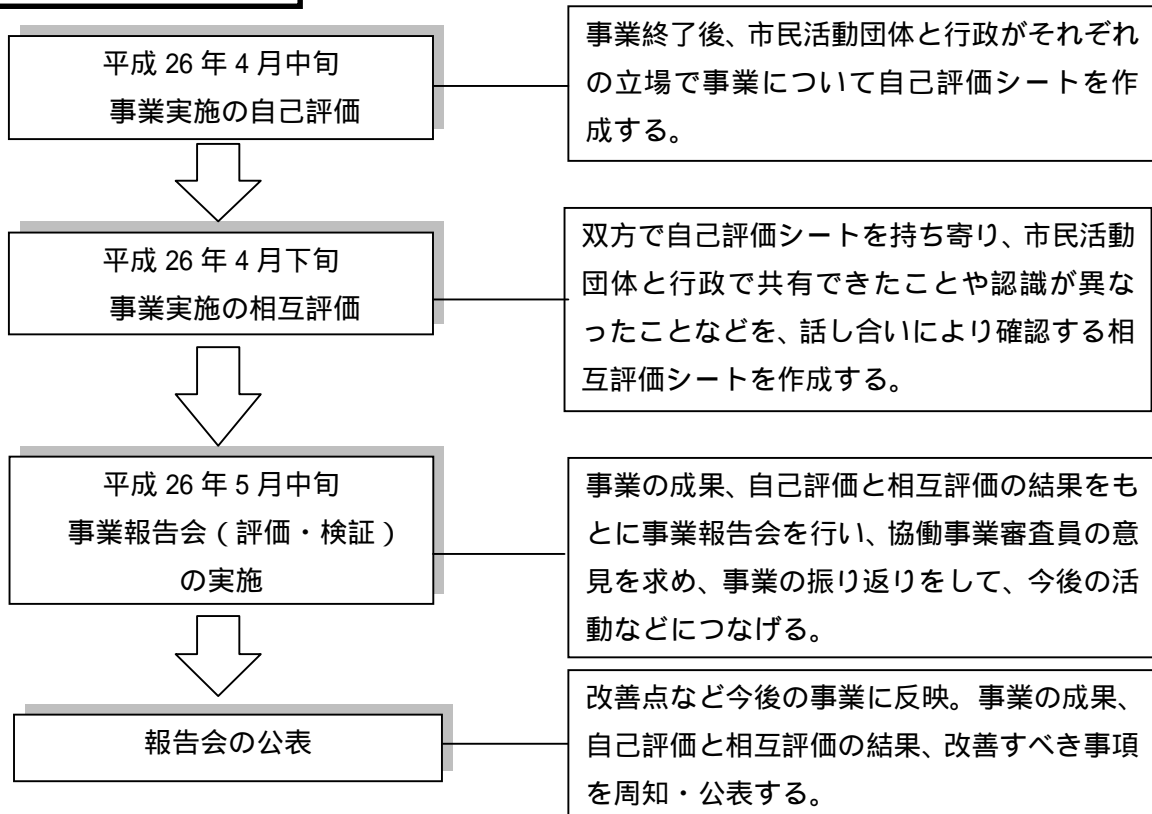 平成 26 年 4 月中旬
事業実施の自己評価
事業終了後、市民活動団体と行政がそれぞれ
の立場で事業について自己評価シートを作
成する。
平成 26 年 4 月下旬
事業実施の相互評価
双方で自己評価シートを持ち寄り、市民活動
団体と行政で共有できたことや認識が異な
ったことなどを、話し合いにより確認する相
互評価シートを作成する。
平成 26 年 5 月中旬
事業報告会（評価・検証）
の実施
事業の成果、自己評価と相互評価の結果をも
とに事業報告会を行い、協働事業審査員の意
見を求め、事業の振り返りをして、今後の活
動などにつなげる。
報告会の公表
改善点など今後の事業に反映。事業の成果、
自己評価と相互評価の結果、改善すべき事項
を周知・公表する。